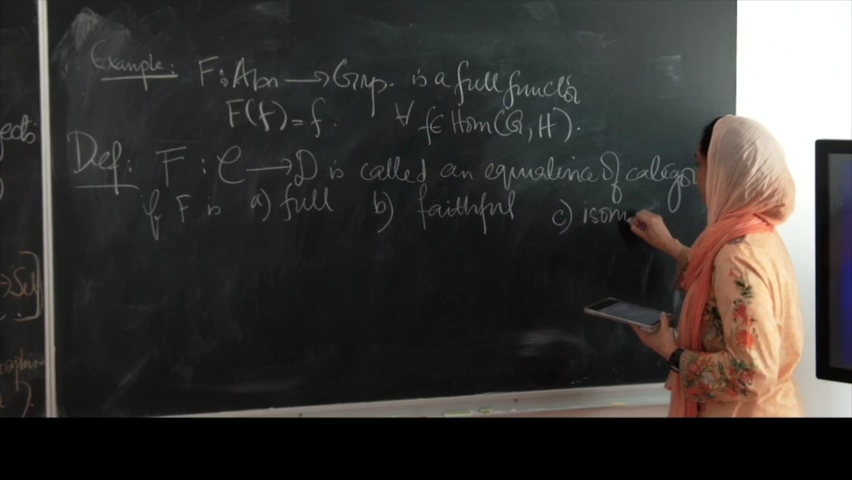 Example: F: Abn → Grp. is a full functor
F(f) = f. ∀ f ∈ Hom(G, H).
Def: F : C → D is called an equivalence of categor
if F is a) full b) faithful c) isom